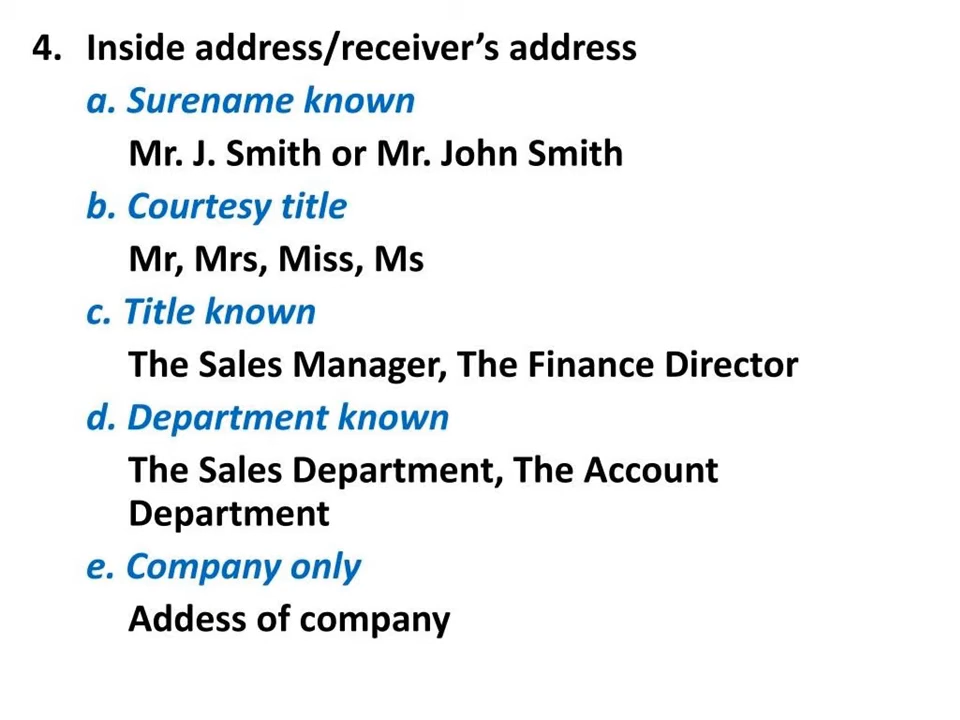 4. Inside address/receiver's address
a. Surename known
Mr. J. Smith or Mr. John Smith
b. Courtesy title
Mr, Mrs, Miss, Ms
c. Title known
The Sales Manager, The Finance Director
d. Department known
The Sales Department, The Account
Department
e. Company only
Addess of company